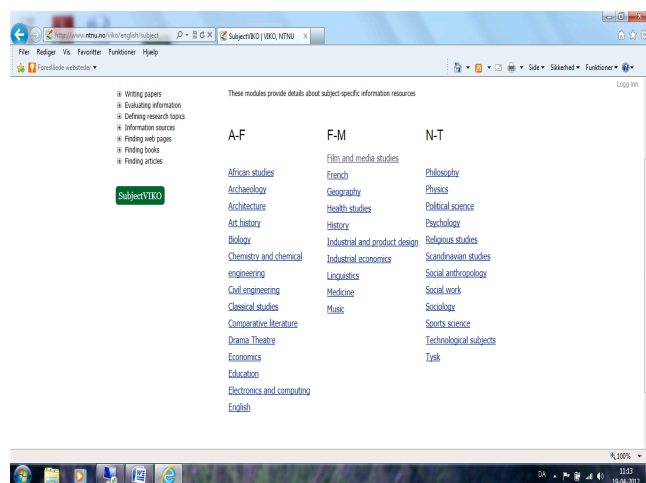 http://www.ntnu.no/viko/english/subject
SubjectVIKO | VIKO, NTNU
Filer Rediger Vis Favoritter Funktioner Hjælp
Foreslåede websteder
Side Sikkerhed Funktioner
Logg inn
Writing papers
Evaluating information
Defining research topics
Information sources
Finding web pages
Finding books
Finding articles
SubjectVIKO
These modules provide details about subject-specific information resources
A-F
African studies
Archaeology
Architecture
Art history
Biology
Chemistry and chemical
engineering
Civil engineering
Classical studies
Comparative literature
Drama Theatre
Economics
Education
Electronics and computing
English
F-M
Film and media studies
French
Geography
Health studies
History
Industrial and product design
Industrial economics
Linguistics
Medicine
Music
N-T
Philosophy
Physics
Political science
Psychology
Religious studies
Scandinavian studies
Social anthropology
Social work
Sociology
Sports science
Technological subjects
Tysk
100%
DA
11:13
19-04-2012